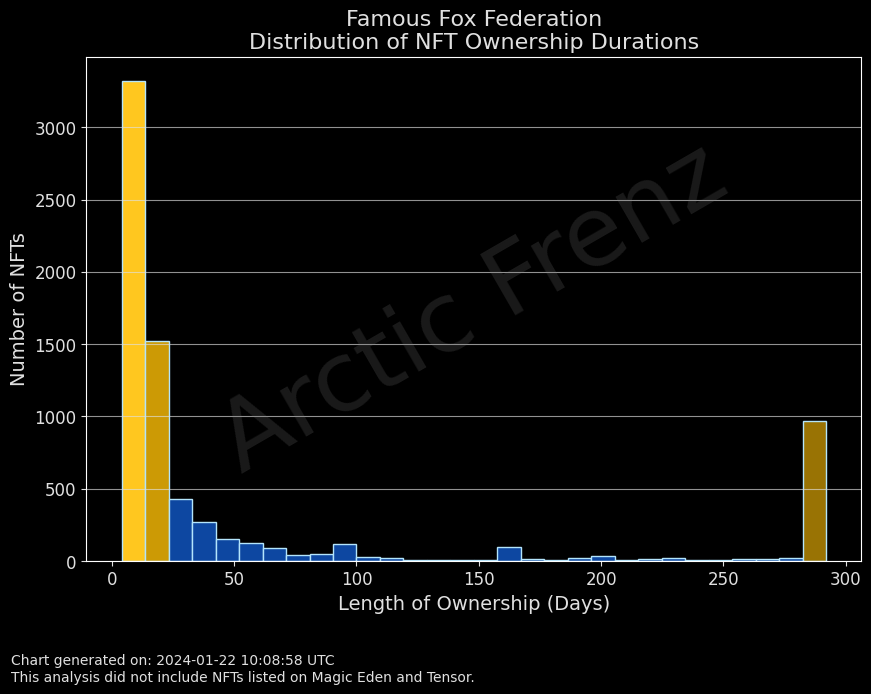 Famous Fox Federation
Distribution of NFT Ownership Durations
Number of NFTs
3000
2500
2000
1500
1000
500
0
Arctic Frenz
0 50 100 150 200 250 300
Length of Ownership (Days)
Chart generated on: 2024-01-22 10:08:58 UTC
This analysis did not include NFTs listed on Magic Eden and Tensor.